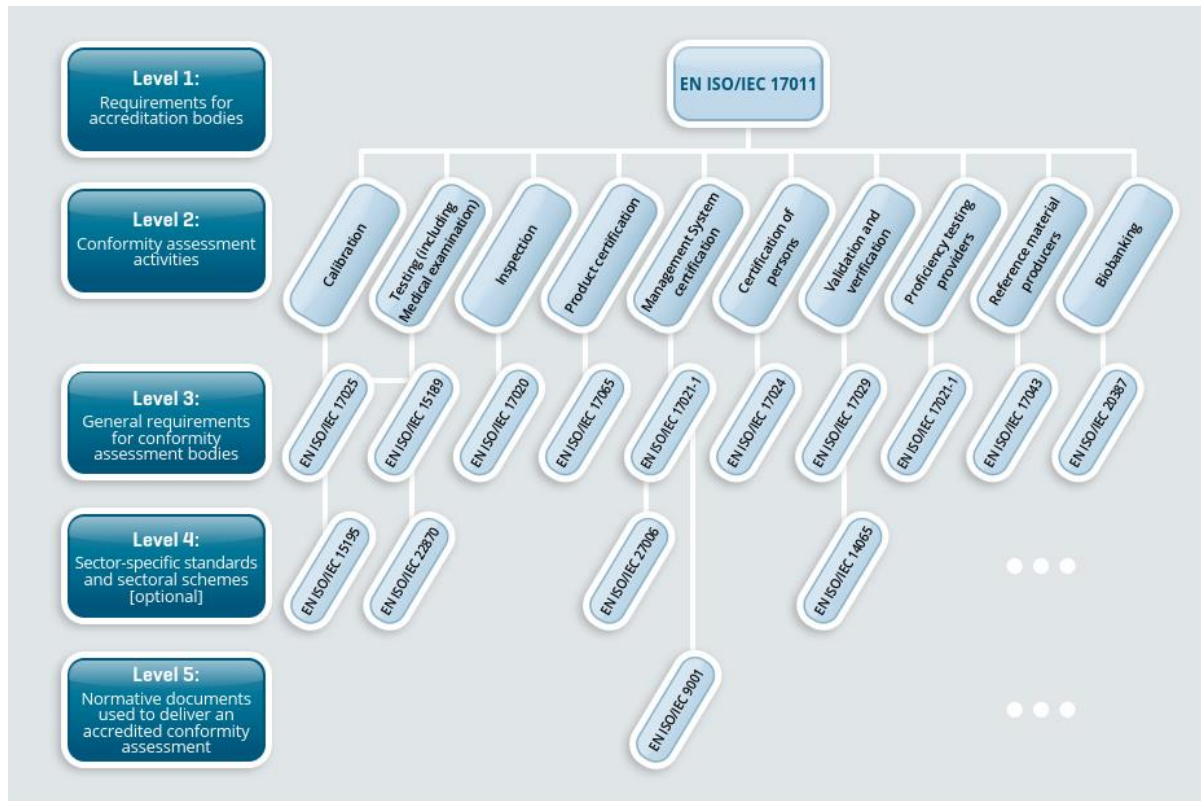 Level 1:
Requirements for
accreditation bodies
EN ISO/IEC 17011
Level 2:
Conformity assessment
activities
Calibration
Testing (including
Medical examination)
Inspection
Product certification
Management System
certification
Certification of
persons
Validation and
verification
Proficiency testing
providers
Reference material
producers
Biobanking
Level 3:
General requirements
for conformity
assessment bodies
EN ISO/IEC 17025
EN ISO/IEC 15189
EN ISO/IEC 17020
EN ISO/IEC 17065
EN ISO/IEC 17021-1
EN ISO/IEC 17024
EN ISO/IEC 17029
EN ISO/IEC 17021-1
EN ISO/IEC 17043
EN ISO/IEC 20387
Level 4:
Sector-specific standards
and sectoral schemes
[optional]
EN ISO/IEC 15195
EN ISO/IEC 22870
EN ISO/IEC 27006
EN ISO/IEC 14065
Level 5:
Normative documents
used to deliver an
accredited conformity
assessment
EN ISO/IEC 9001